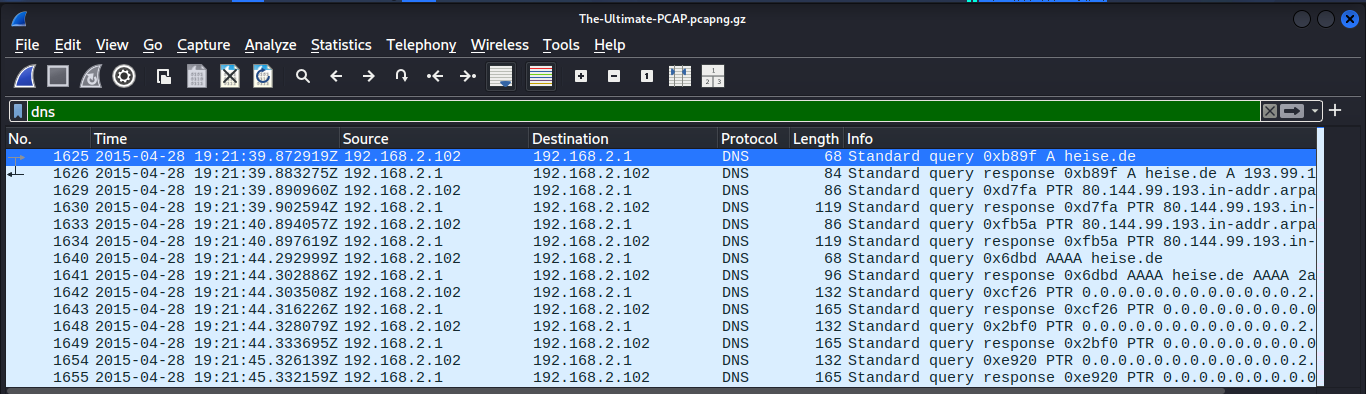 The-Ultimate-PCAP.pcapng.gz
File Edit View Go Capture Analyze Statistics Telephony Wireless Tools Help
dns
No. Time Source Destination Protocol Length Info
1625 2015-04-28 19:21:39.872919Z 192.168.2.102 192.168.2.1 DNS 68 Standard query 0xb89f A heise.de
1626 2015-04-28 19:21:39.883275Z 192.168.2.1 192.168.2.102 DNS 84 Standard query response 0xb89f A heise.de A 193.99.1
1629 2015-04-28 19:21:39.890960Z 192.168.2.102 192.168.2.1 DNS 86 Standard query 0xd7fa PTR 80.144.99.193.in-addr.arpa
1630 2015-04-28 19:21:39.902594Z 192.168.2.1 192.168.2.102 DNS 119 Standard query response 0xd7fa PTR 80.144.99.193.in-
1633 2015-04-28 19:21:40.894057Z 192.168.2.102 192.168.2.1 DNS 86 Standard query 0xfb5a PTR 80.144.99.193.in-addr.arpa
1634 2015-04-28 19:21:40.897619Z 192.168.2.1 192.168.2.102 DNS 119 Standard query response 0xfb5a PTR 80.144.99.193.in-
1640 2015-04-28 19:21:44.292999Z 192.168.2.102 192.168.2.1 DNS 68 Standard query 0x6dbd AAAA heise.de
1641 2015-04-28 19:21:44.302886Z 192.168.2.1 192.168.2.102 DNS 96 Standard query response 0x6dbd AAAA heise.de AAAA 2a
1642 2015-04-28 19:21:44.303508Z 192.168.2.102 192.168.2.1 DNS 132 Standard query 0xcf26 PTR 0.0.0.0.0.0.0.0.0.0.0.0.2.
1643 2015-04-28 19:21:44.316226Z 192.168.2.1 192.168.2.102 DNS 165 Standard query response 0xcf26 PTR 0.0.0.0.0.0.0.0.0
1648 2015-04-28 19:21:44.328079Z 192.168.2.102 192.168.2.1 DNS 132 Standard query 0x2bf0 PTR 0.0.0.0.0.0.0.0.0.0.0.0.2.
1649 2015-04-28 19:21:44.333695Z 192.168.2.1 192.168.2.102 DNS 165 Standard query response 0x2bf0 PTR 0.0.0.0.0.0.0.0.0
1654 2015-04-28 19:21:45.326139Z 192.168.2.102 192.168.2.1 DNS 132 Standard query 0xe920 PTR 0.0.0.0.0.0.0.0.0.0.0.0.2.
1655 2015-04-28 19:21:45.332159Z 192.168.2.1 192.168.2.102 DNS 165 Standard query response 0xe920 PTR 0.0.0.0.0.0.0.0.0